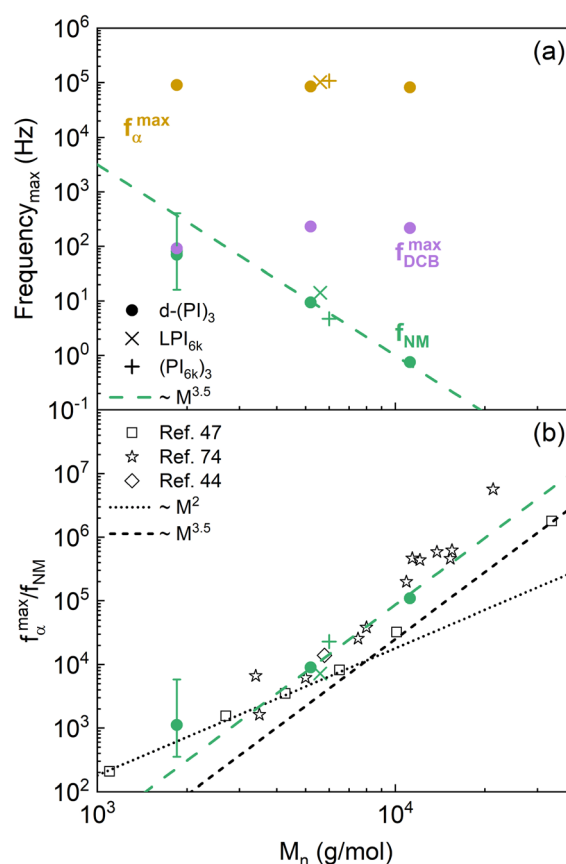 (a)
10^6
10^5
10^4
10^3
10^2
10^1
10^0
10^-1
Frequency_max (Hz)
f_α^max
f_DCB^max
f_NM
d-(PI)_3
LPI_6k
(PI_6k)_3
~ M^3.5
(b)
10^7
10^6
10^5
10^4
10^3
10^2
f_α^max/f_NM
Ref. 47
Ref. 74
Ref. 44
~ M^2
~ M^3.5
10^3
10^4
M_n (g/mol)